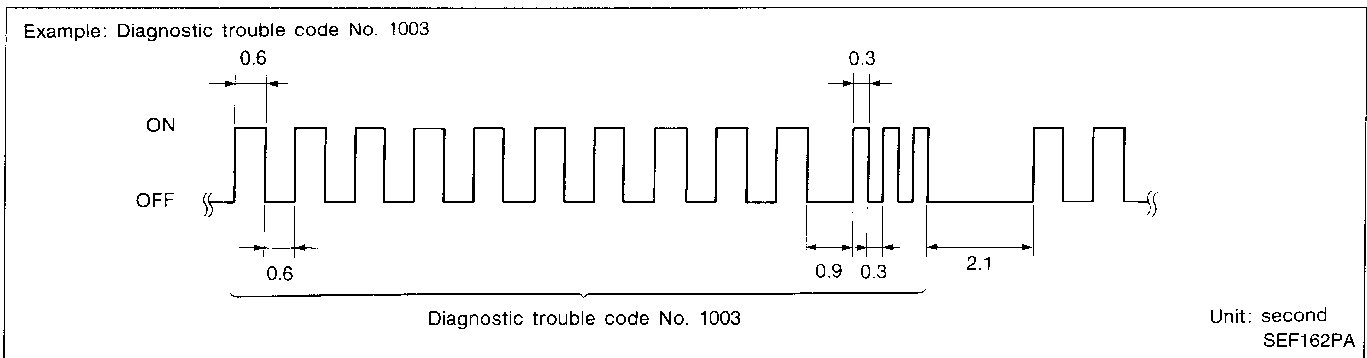 Example: Diagnostic trouble code No. 1003
0.6
0.3
ON
OFF
0.6
0.9
0.3
2.1
Diagnostic trouble code No. 1003
Unit: second
SEF162PA